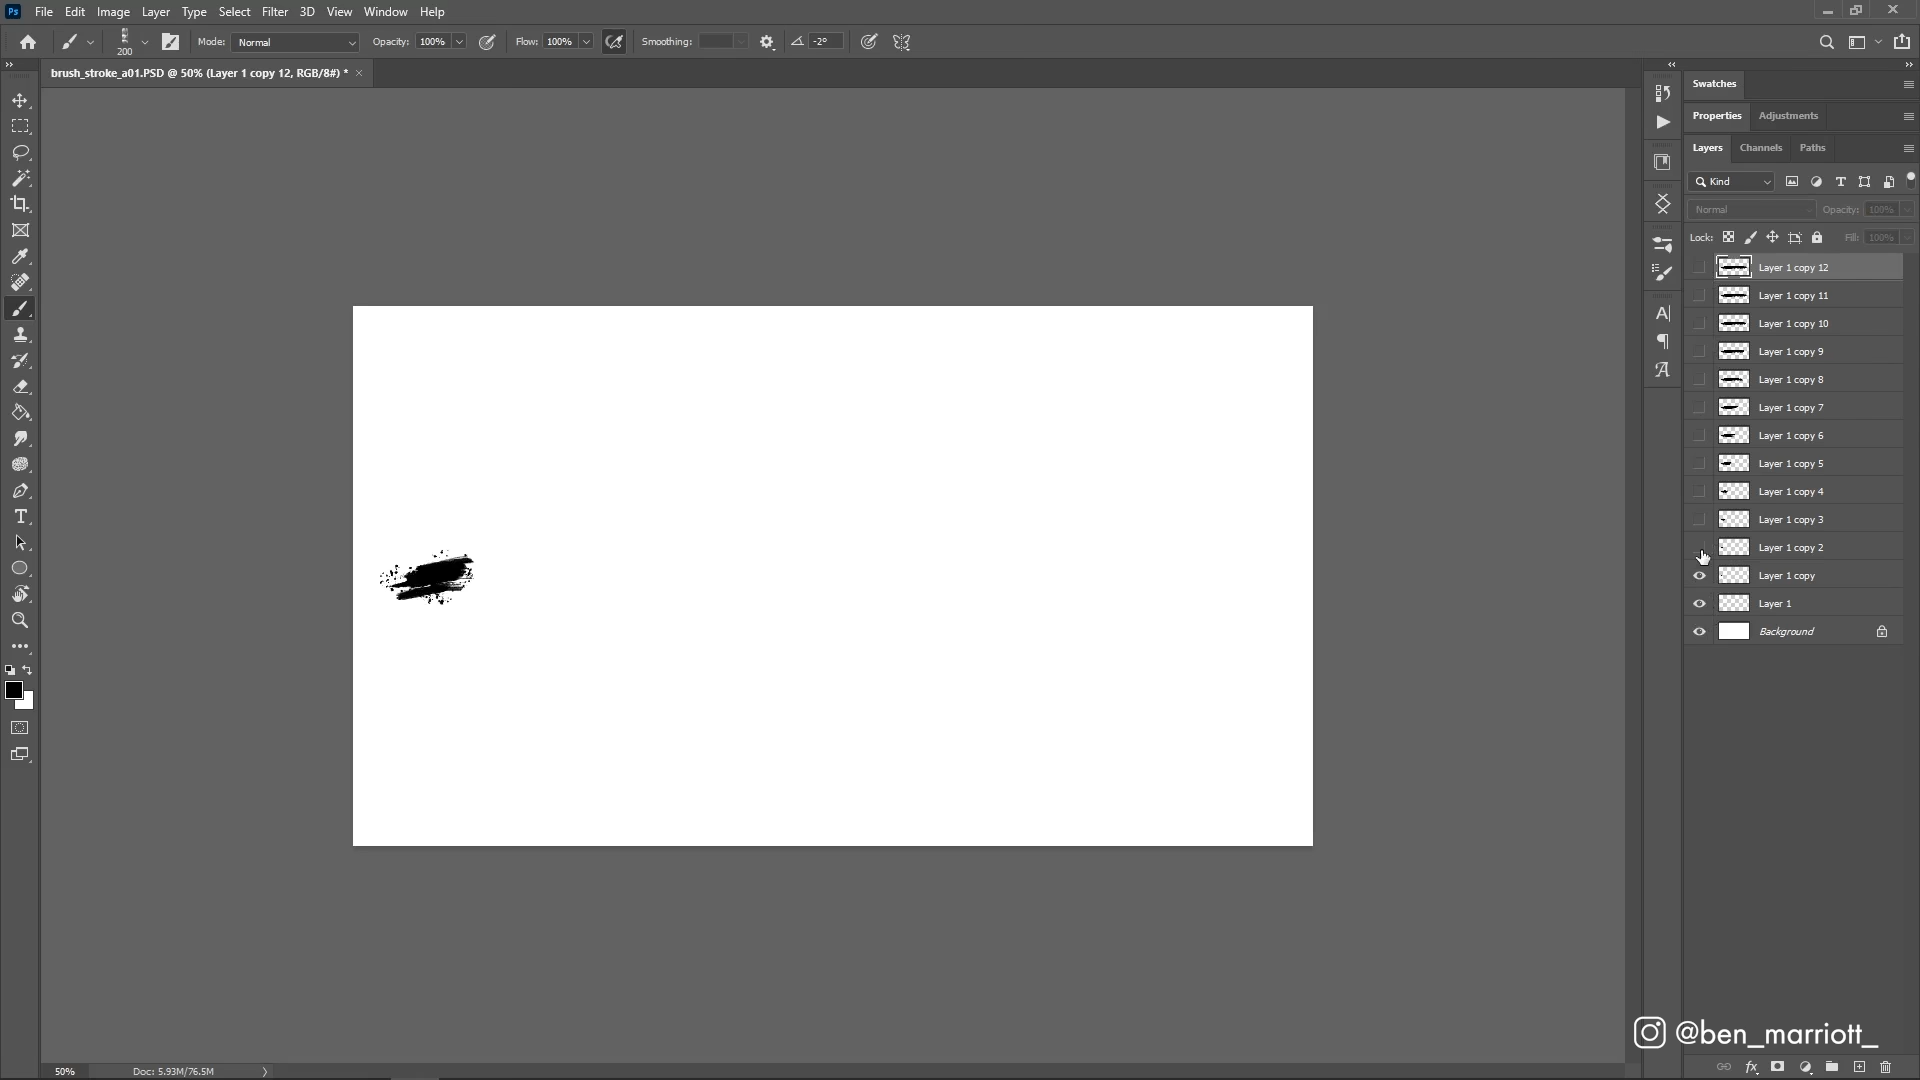 Ps File Edit Image Layer Type Select Filter 3D View Window Help
200 Mode: Normal Opacity: 100% Flow: 100% Smoothing: -2°
brush_stroke_a01.PSD @ 50% (Layer 1 copy 12, RGB/8#) * ×
Swatches
Properties Adjustments
Layers Channels Paths
Kind
Normal Opacity: 100%
Lock: Fill: 100%
Layer 1 copy 12
Layer 1 copy 11
Layer 1 copy 10
Layer 1 copy 9
Layer 1 copy 8
Layer 1 copy 7
Layer 1 copy 6
Layer 1 copy 5
Layer 1 copy 4
Layer 1 copy 3
Layer 1 copy 2
Layer 1 copy
Layer 1
Background
@ben_marriott_
50% Doc: 5.93M/76.5M